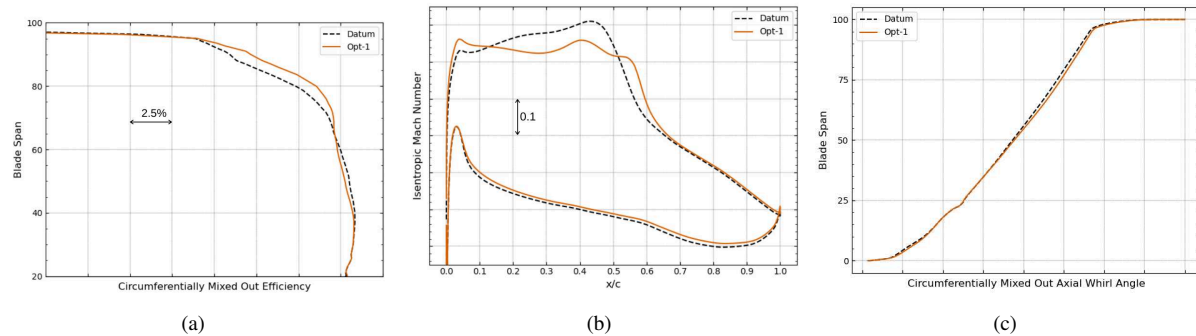 100
80
60
40
20
Blade Span
Datum
Opt-1
2.5%
Circumferentially Mixed Out Efficiency
(a)
Isentropic Mach Number
Datum
Opt-1
0.1
0.0 0.1 0.2 0.3 0.4 0.5 0.6 0.7 0.8 0.9 1.0
x/c
(b)
100
75
50
25
0
Blade Span
Datum
Opt-1
Circumferentially Mixed Out Axial Whirl Angle
(c)